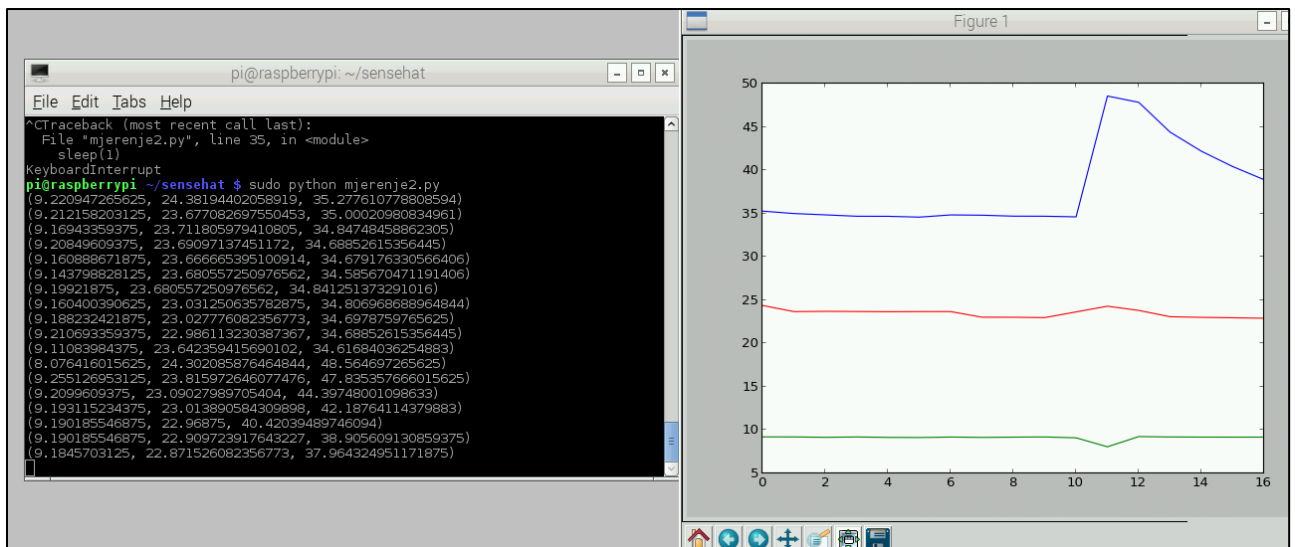 pi@raspberrypi: ~/sensehat
File Edit Tabs Help
^CTraceback (most recent call last):
  File "mjerenje2.py", line 35, in <module>
    sleep(1)
KeyboardInterrupt
pi@raspberrypi ~/sensehat $ sudo python mjerenje2.py
(9.220947265625, 24.38194402058919, 35.277610778808594)
(9.212158203125, 23.677082697550453, 35.00020980834961)
(9.16943359375, 23.711805979410805, 34.84748458862305)
(9.20849609375, 23.69097137451172, 34.68852615356445)
(9.160888671875, 23.666665395100914, 34.679176330566406)
(9.143798828125, 23.680557250976562, 34.585670471191406)
(9.19921875, 23.680557250976562, 34.841251373291016)
(9.160400390625, 23.031250635782875, 34.806968688964844)
(9.188232421875, 23.027776082356773, 34.6978759765625)
(9.210693359375, 22.986113230387367, 34.68852615356445)
(9.11083984375, 23.642359415690102, 34.61684036254883)
(8.076416015625, 24.302085876464844, 48.564697265625)
(9.255126953125, 23.815972646077476, 47.835357666015625)
(9.2099609375, 23.09027989705404, 44.39748001098633)
(9.193115234375, 23.013890584309898, 42.18764114379883)
(9.190185546875, 22.96875, 40.42039489746094)
(9.190185546875, 22.909723917643227, 38.905609130859375)
(9.1845703125, 22.871526082356773, 37.964324951171875)
Figure 1
50
45
40
35
30
25
20
15
10
5
0 2 4 6 8 10 12 14 16